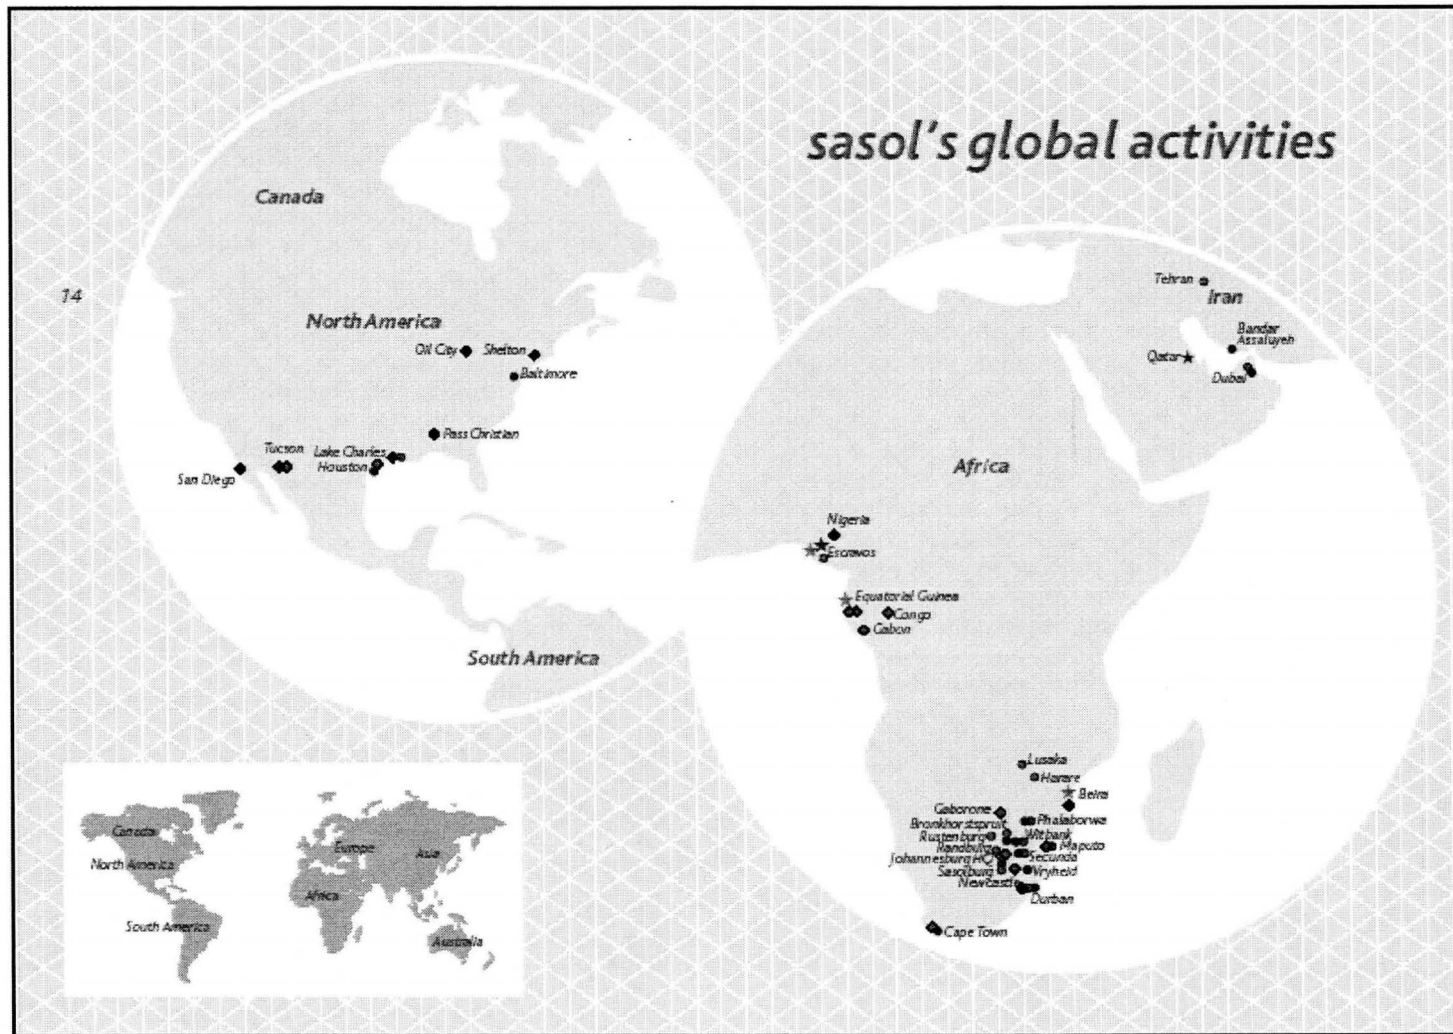 sasol's global activities
14
Canada
North America
Oil City
Shelton
Baltimore
Pass Christian
Tucson
Lake Charles
Houston
San Diego
South America
Tehran
Iran
Bandar
Assaluyeh
Qatar
Dubai
Africa
Nigeria
Escravos
Equatorial Guinea
Congo
Gabon
Lusaka
Harare
Beira
Gaborone
Phalaborwa
Bronkhorstspruit
Rustenburg
Witbank
Randburg
Maputo
Johannesburg HQ
Secunda
Sasolburg
Vryheid
Newcastle
Durban
Cape Town
Canada
North America
Europe
Asia
Africa
South America
Australia